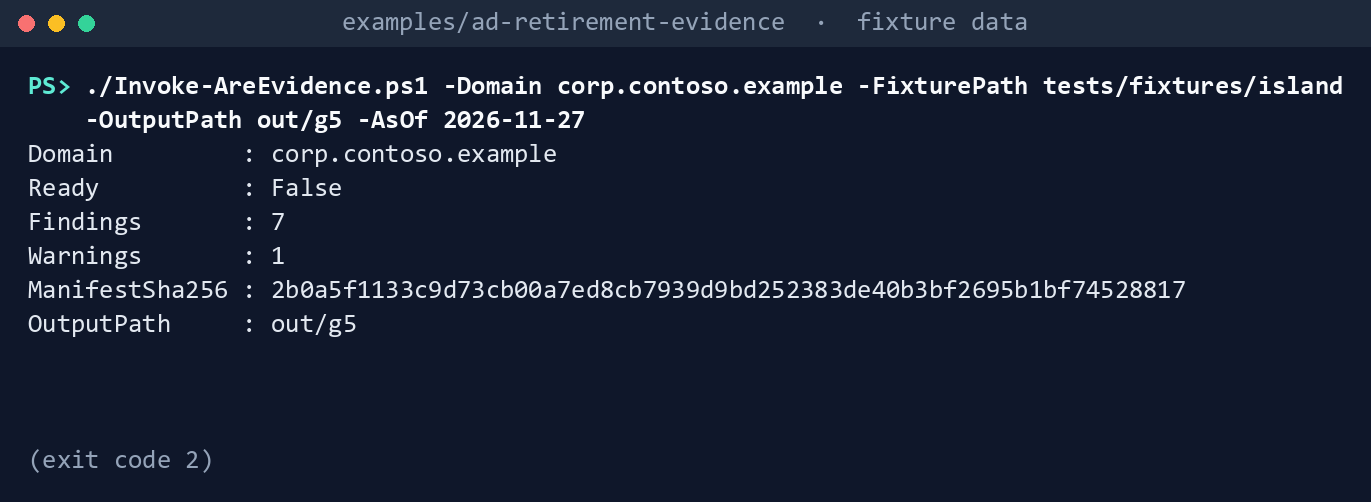 examples/ad-retirement-evidence · fixture data
PS> ./Invoke-AreEvidence.ps1 -Domain corp.contoso.example -FixturePath tests/fixtures/island
-OutputPath out/g5 -AsOf 2026-11-27
Domain : corp.contoso.example
Ready : False
Findings : 7
Warnings : 1
ManifestSha256 : 2b0a5f1133c9d73cb00a7ed8cb7939d9bd252383de40b3bf2695b1bf74528817
OutputPath : out/g5
(exit code 2)